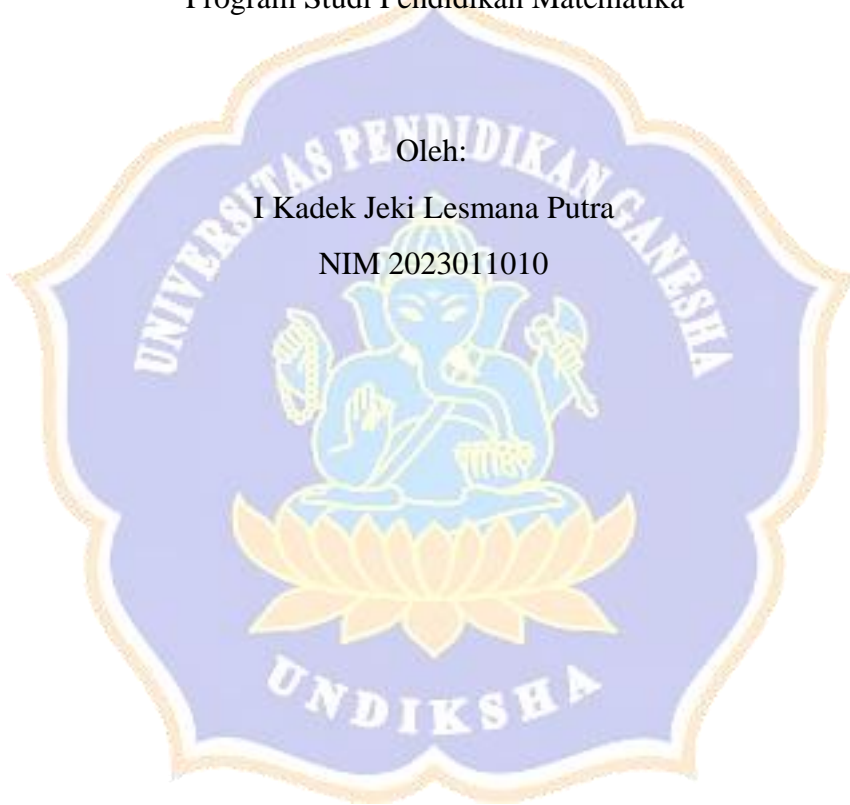 Program Studi Pendidikan Matematika
UNIVERSITAS PENDIDIKAN GANESHA
Oleh:
I Kadek Jeki Lesmana Putra
NIM 2023011010
UNDIKSHA